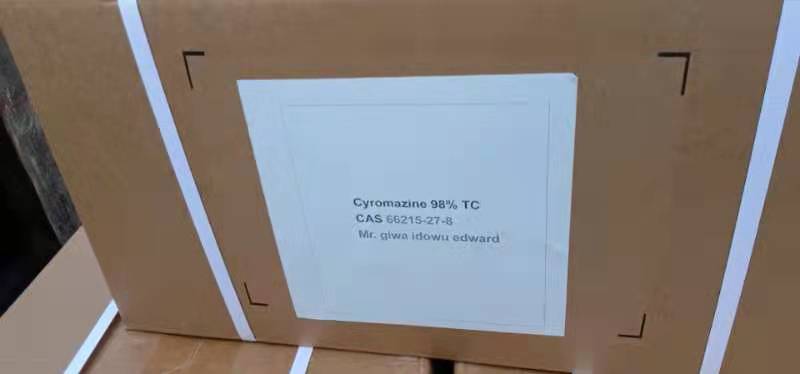 Cyromazine 98% TC
CAS 66215-27-8
Mr. giwa idowu edward